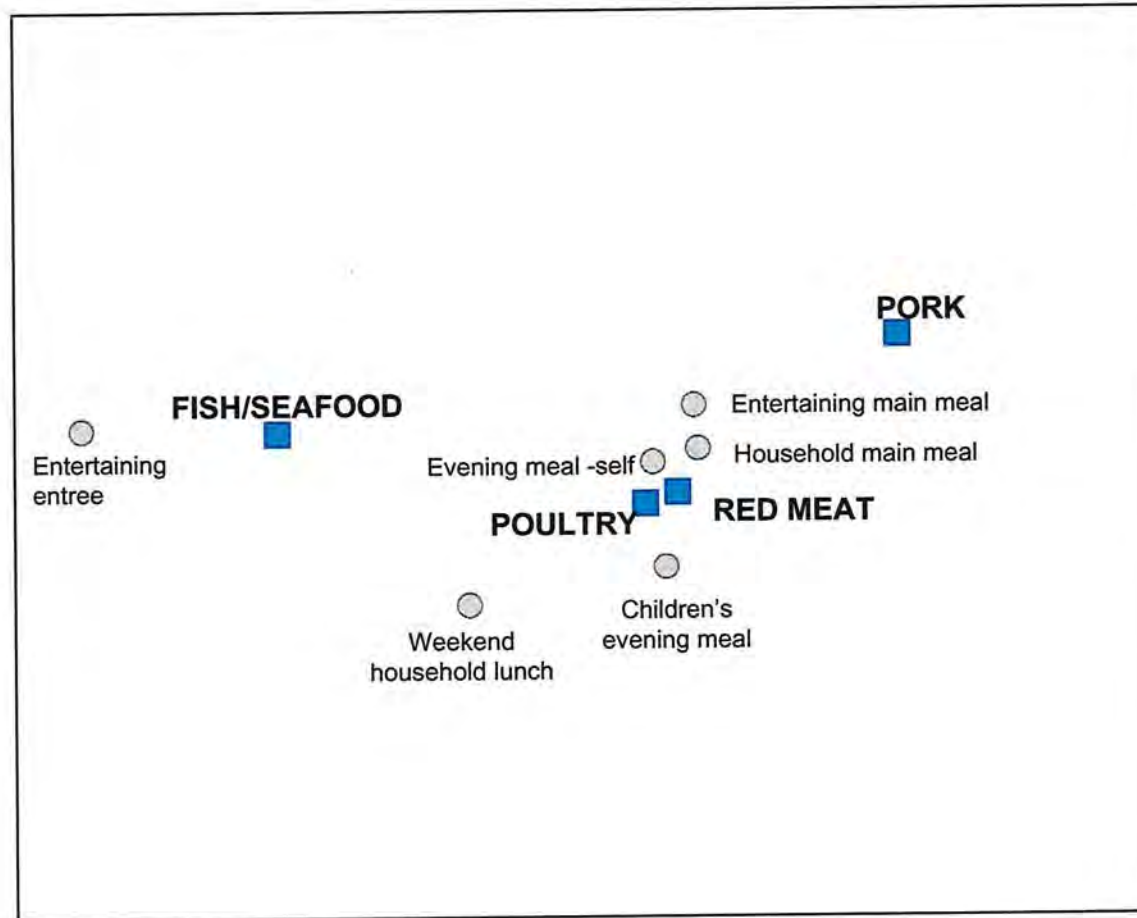 PORK
FISH/SEAFOOD
Entertaining main meal
Entertaining
entree
Evening meal -self
Household main meal
POULTRY
RED MEAT
Children's
evening meal
Weekend
household lunch